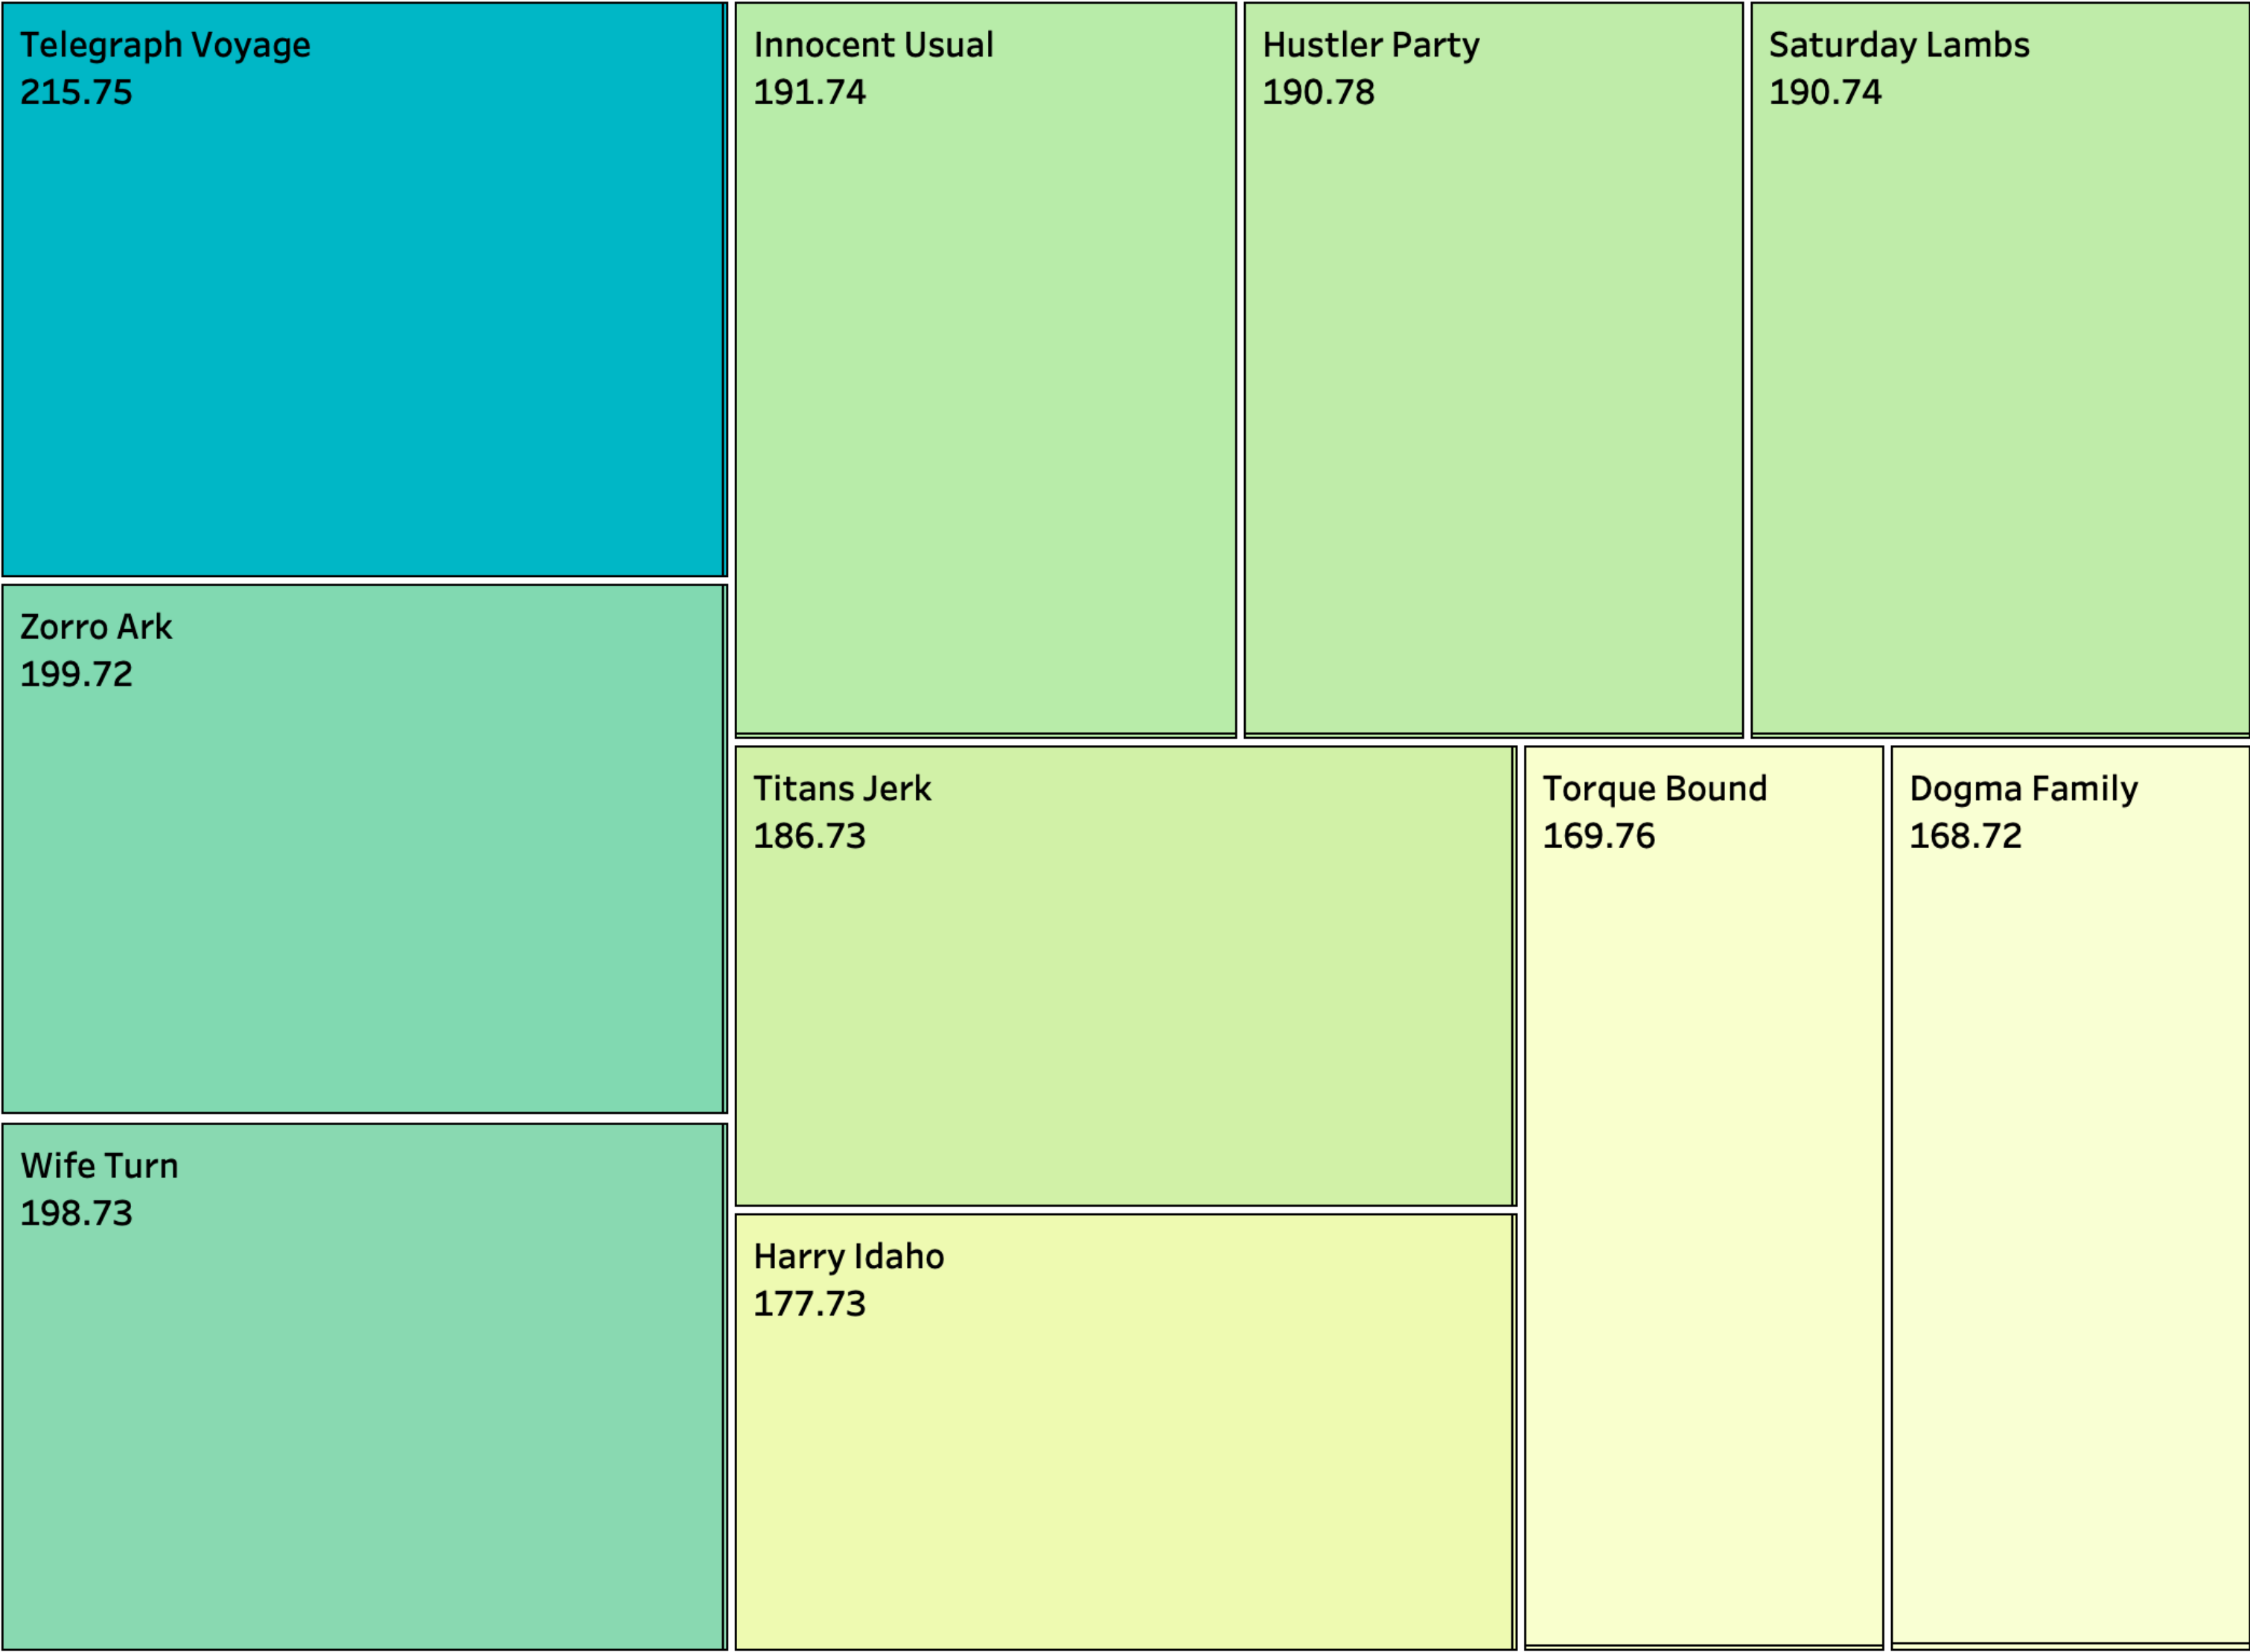 Telegraph Voyage
215.75
Innocent Usual
191.74
Hustler Party
190.78
Saturday Lambs
190.74
Zorro Ark
199.72
Titans Jerk
186.73
Torque Bound
169.76
Dogma Family
168.72
Wife Turn
198.73
Harry Idaho
177.73